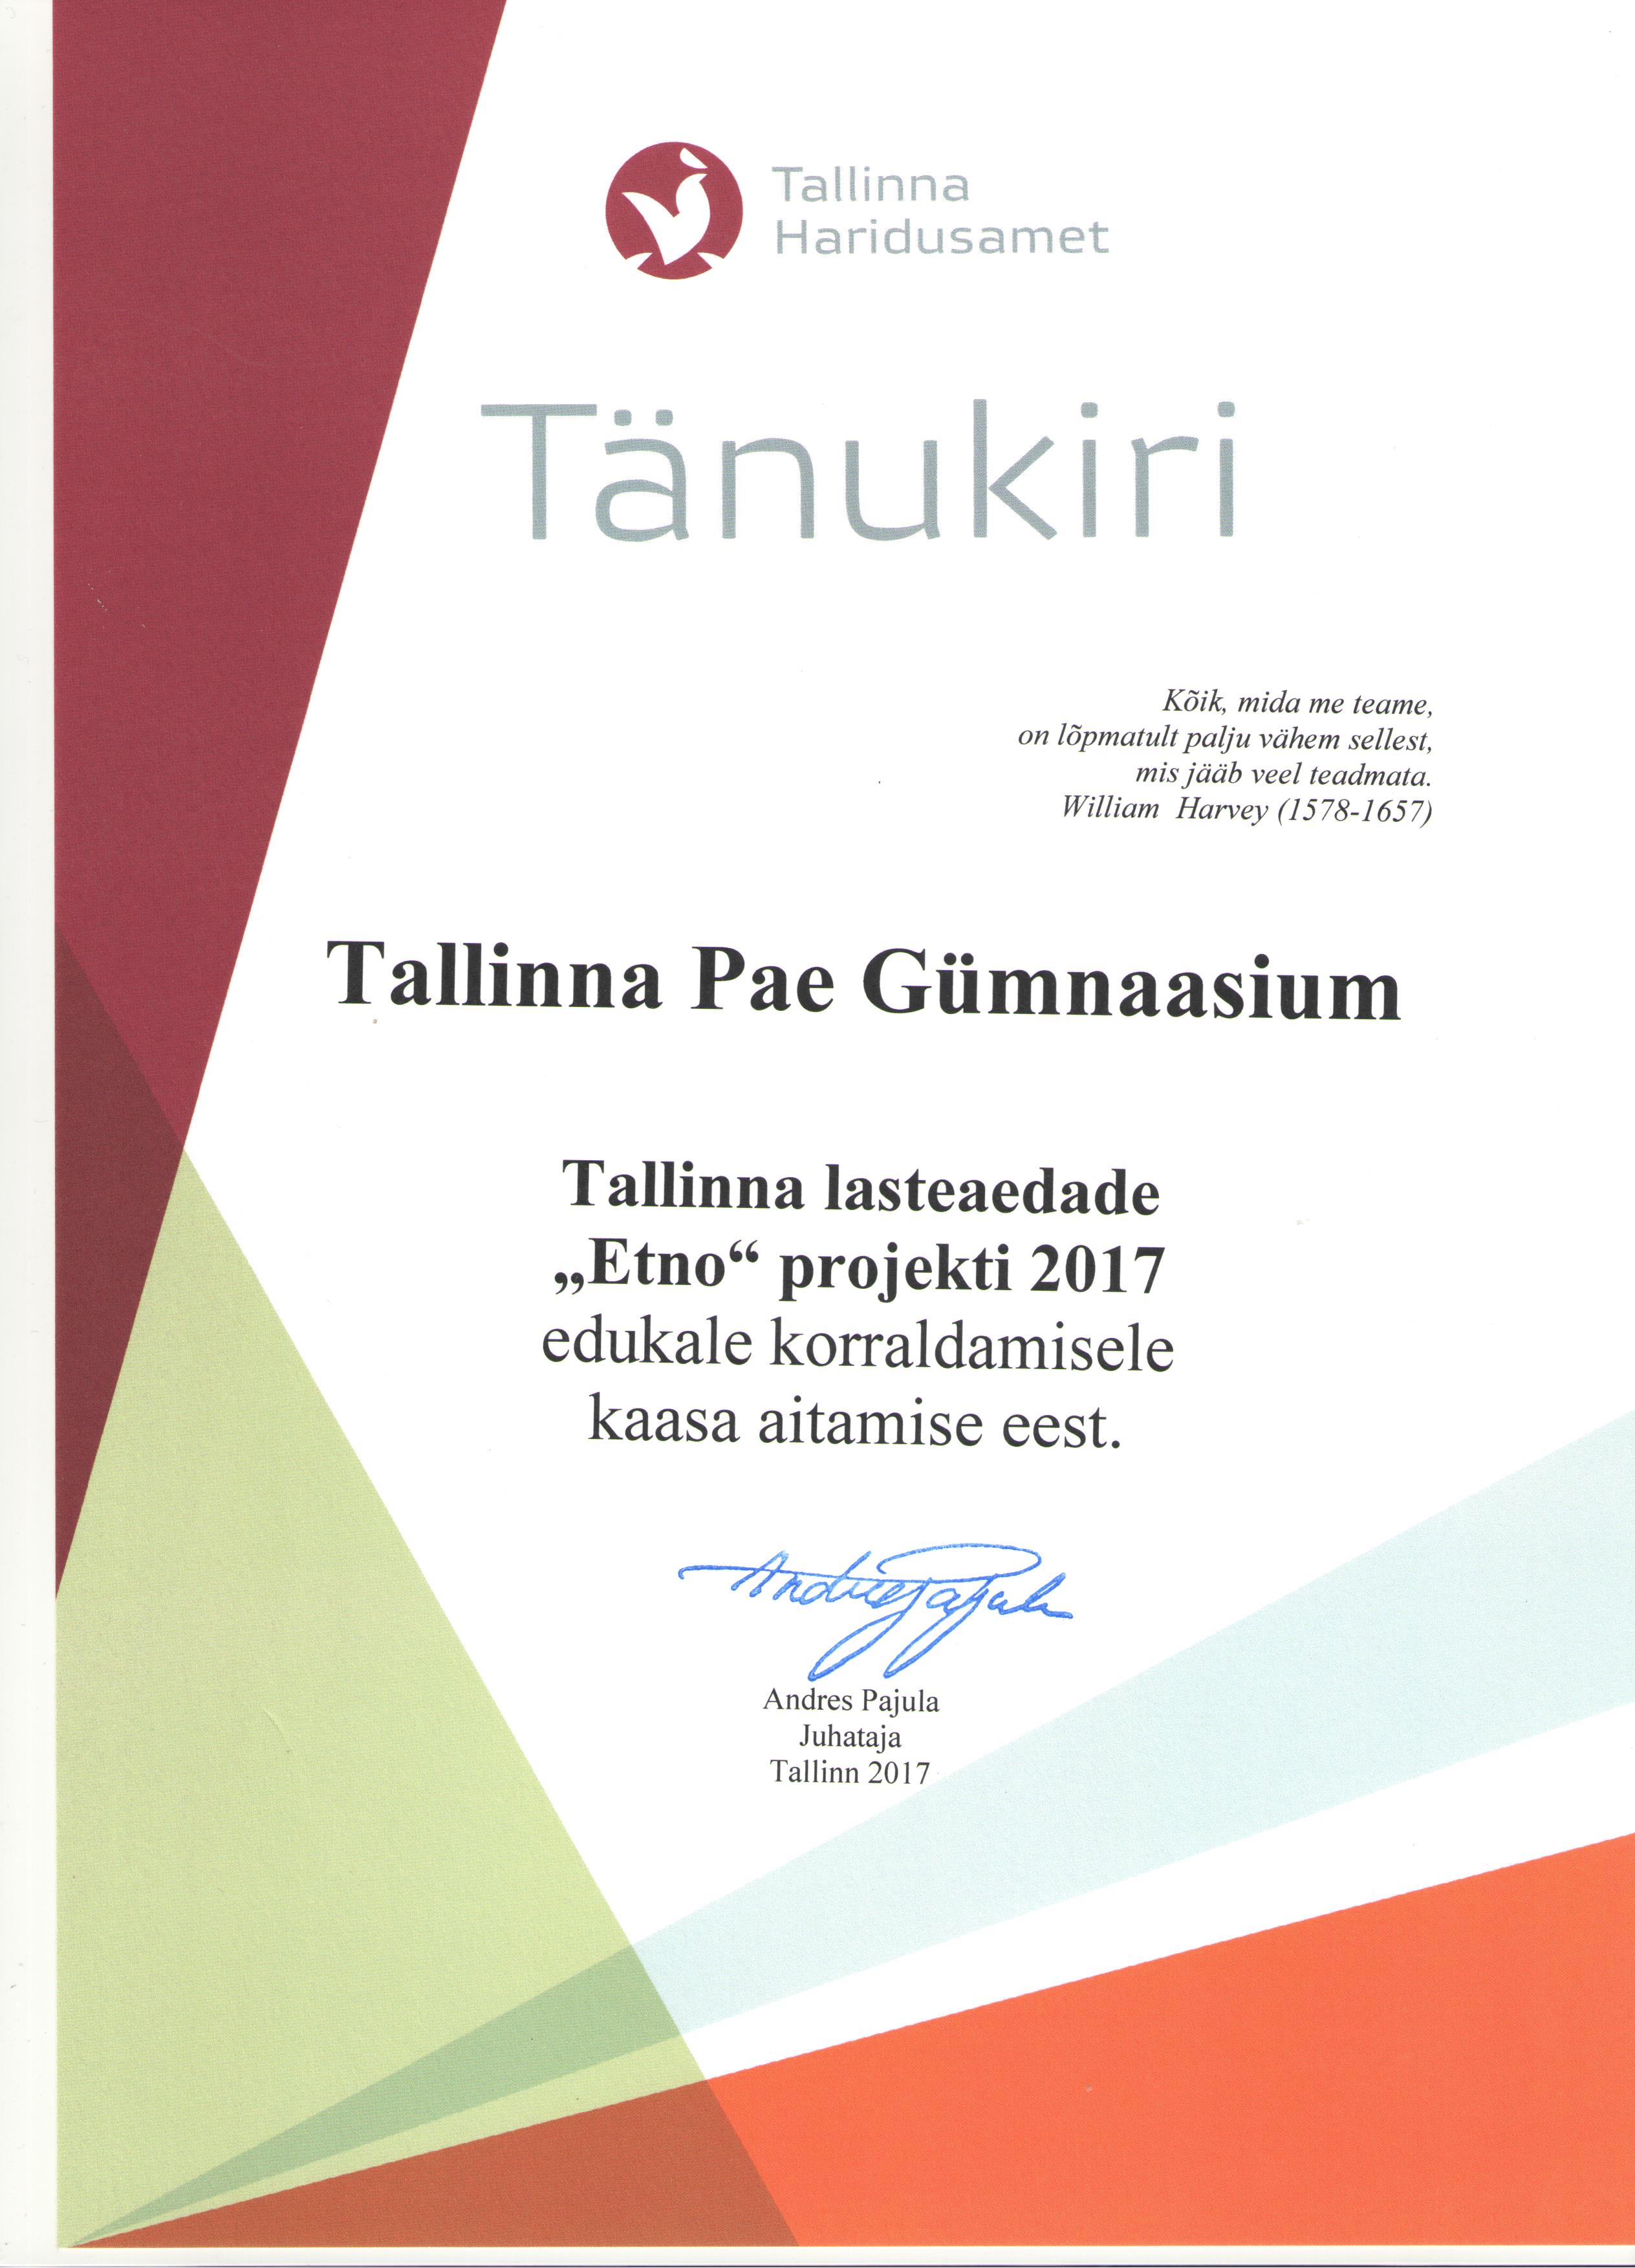 Tallinna
Haridusamet
Tänukiri
Kõik, mida me teame,
on lõpmatult palju vähem sellest,
mis jääb veel teadmata.
William Harvey (1578-1657)
Tallinna Pae Gümnaasium
Tallinna lasteaedade
„Etno“ projekti 2017
edukale korraldamisele
kaasa aitamise eest.
Andres Pajula
Andres Pajula
Juhataja
Tallinn 2017